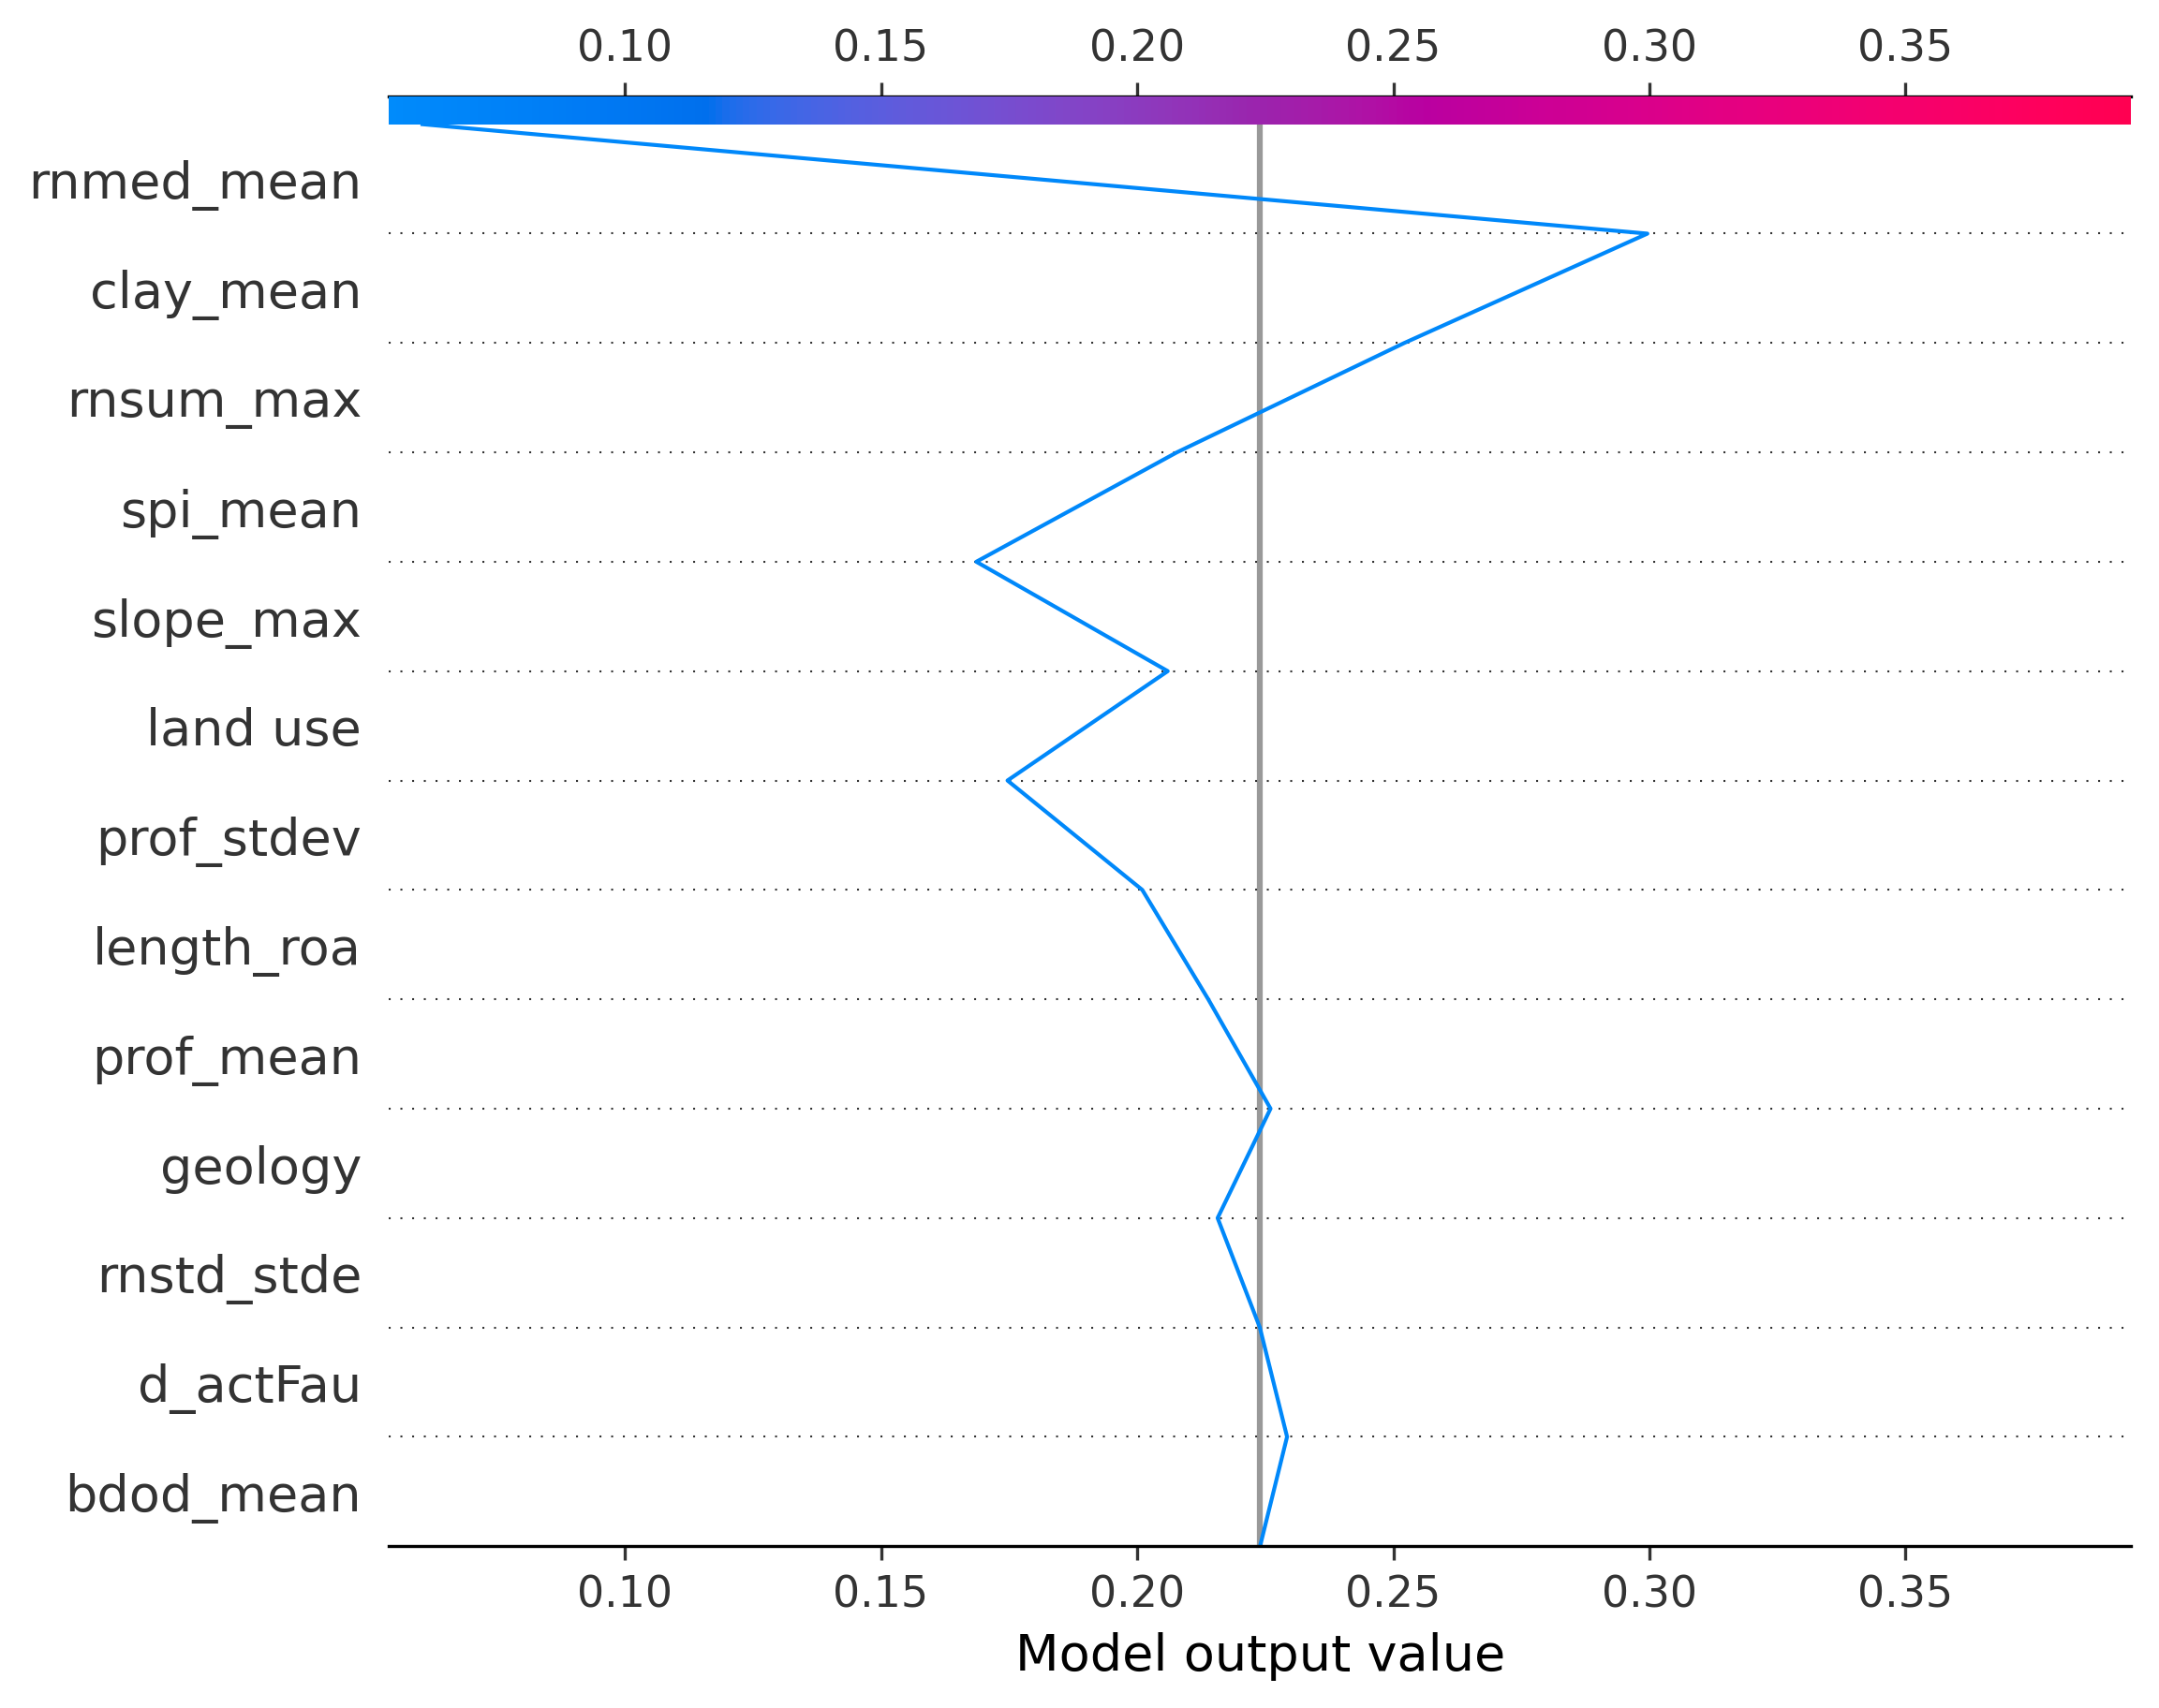 0.10 0.15 0.20 0.25 0.30 0.35
rnmed_mean
clay_mean
rnsum_max
spi_mean
slope_max
land use
prof_stdev
length_roa
prof_mean
geology
rnstd_stde
d_actFau
bdod_mean
0.10 0.15 0.20 0.25 0.30 0.35
Model output value